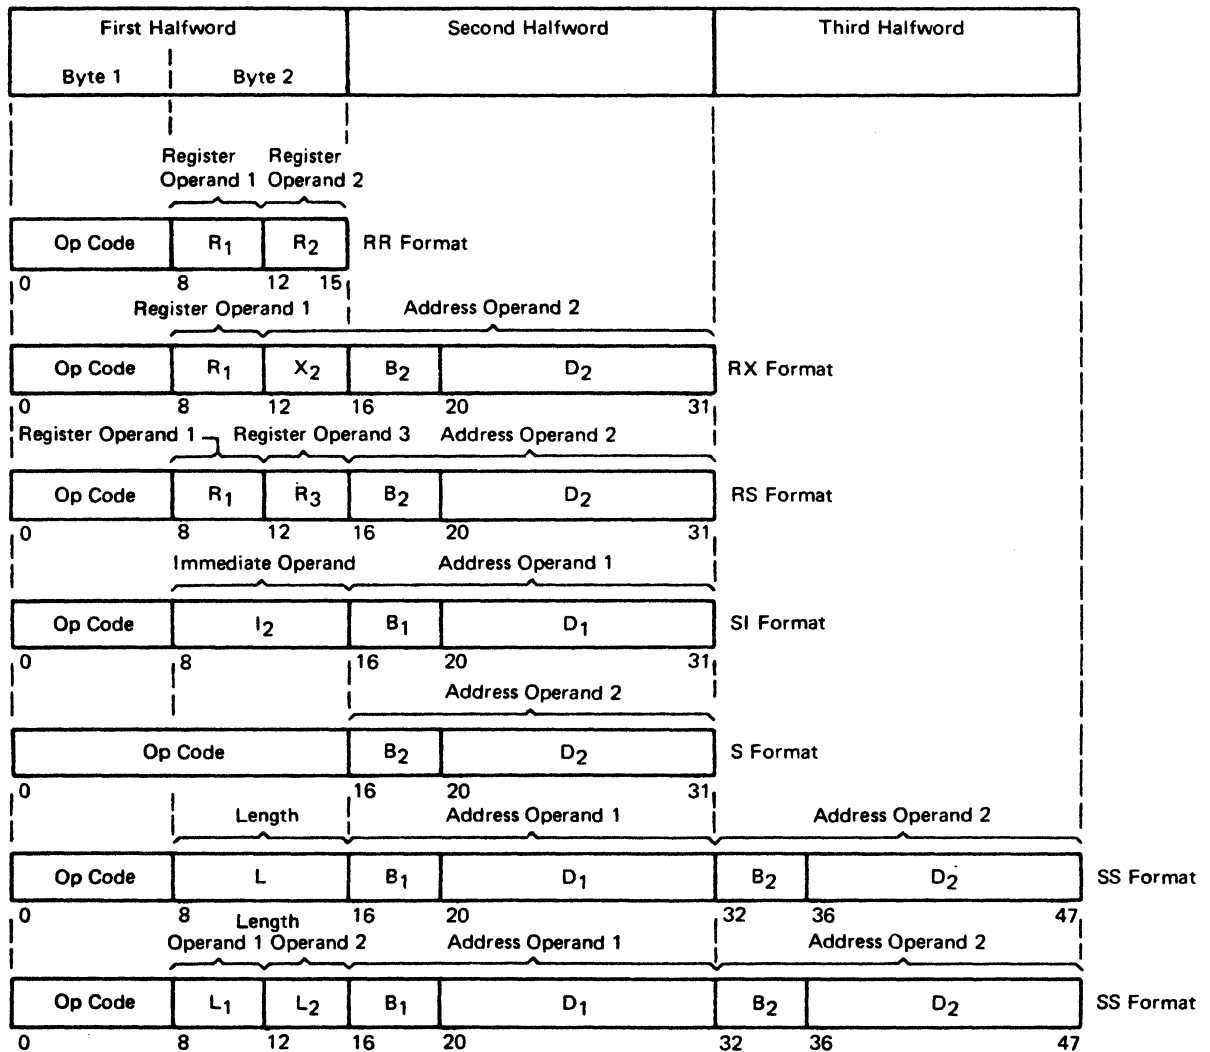 First Halfword Second Halfword Third Halfword
Byte 1 Byte 2
Register Register
Operand 1 Operand 2
Op Code R1 R2 RR Format
0 8 12 15
Register Operand 1 Address Operand 2
Op Code R1 X2 B2 D2 RX Format
0 8 12 16 20 31
Register Operand 1 Register Operand 3 Address Operand 2
Op Code R1 R3 B2 D2 RS Format
0 8 12 16 20 31
Immediate Operand Address Operand 1
Op Code I2 B1 D1 SI Format
0 8 16 20 31
Address Operand 2
Op Code B2 D2 S Format
0 16 20 31
Length Address Operand 1 Address Operand 2
Op Code L B1 D1 B2 D2 SS Format
0 8 16 20 32 36 47
Length
Operand 1 Operand 2 Address Operand 1 Address Operand 2
Op Code L1 L2 B1 D1 B2 D2 SS Format
0 8 12 16 20 32 36 47